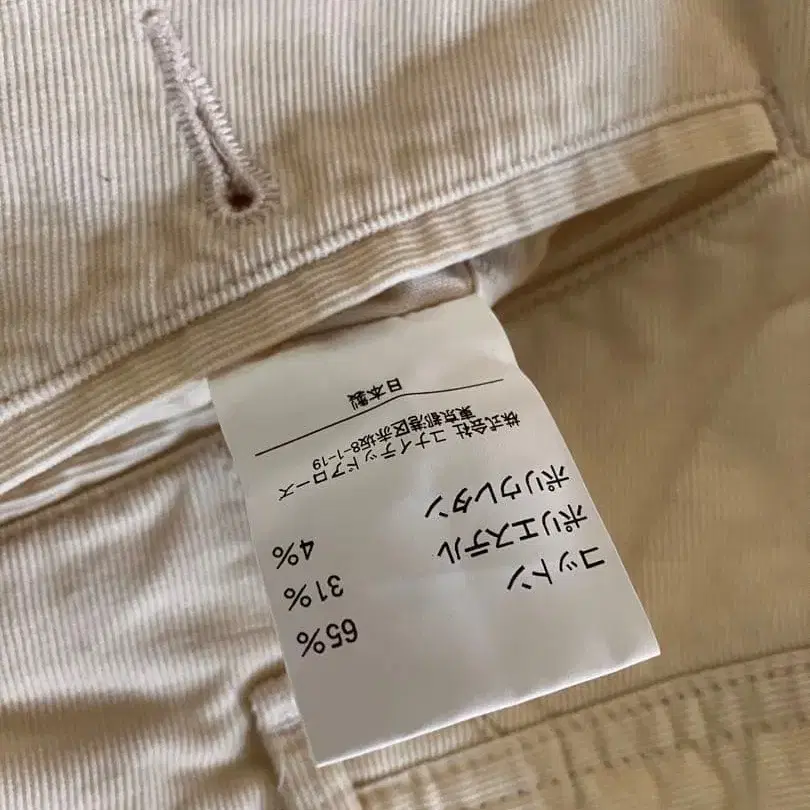 コットン 65%
ポリエステル 31%
ポリウレタン 4%
株式会社 ユナイテッドアローズ
東京都港区赤坂8-1-19
日本製